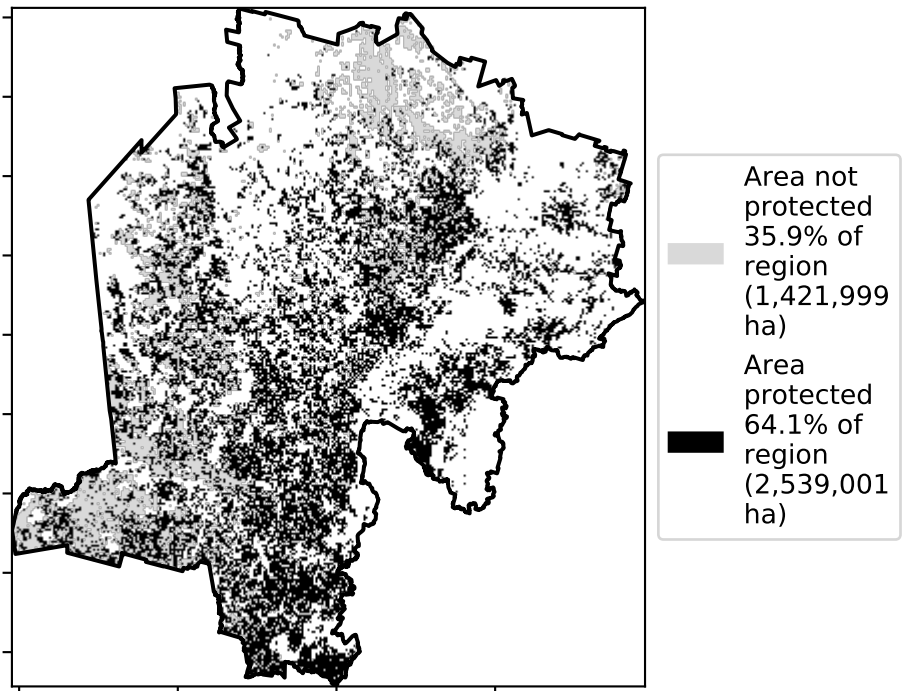 Area not
protected
35.9% of
region
(1,421,999
ha)
Area
protected
64.1% of
region
(2,539,001
ha)